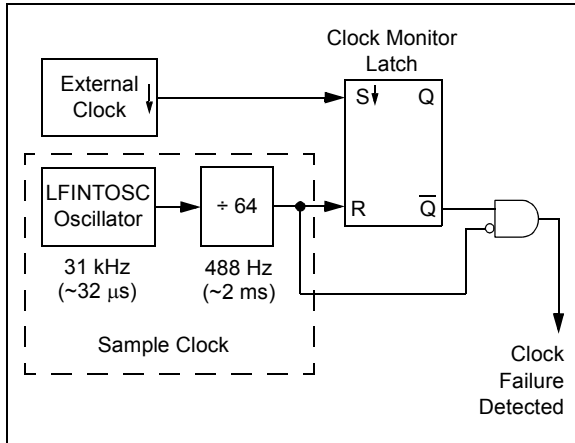 Clock Monitor
Latch
External
Clock
S
Q
LFINTOSC
Oscillator
÷ 64
R
Q̅
31 kHz
(~32 μs)
488 Hz
(~2 ms)
Sample Clock
Clock
Failure
Detected